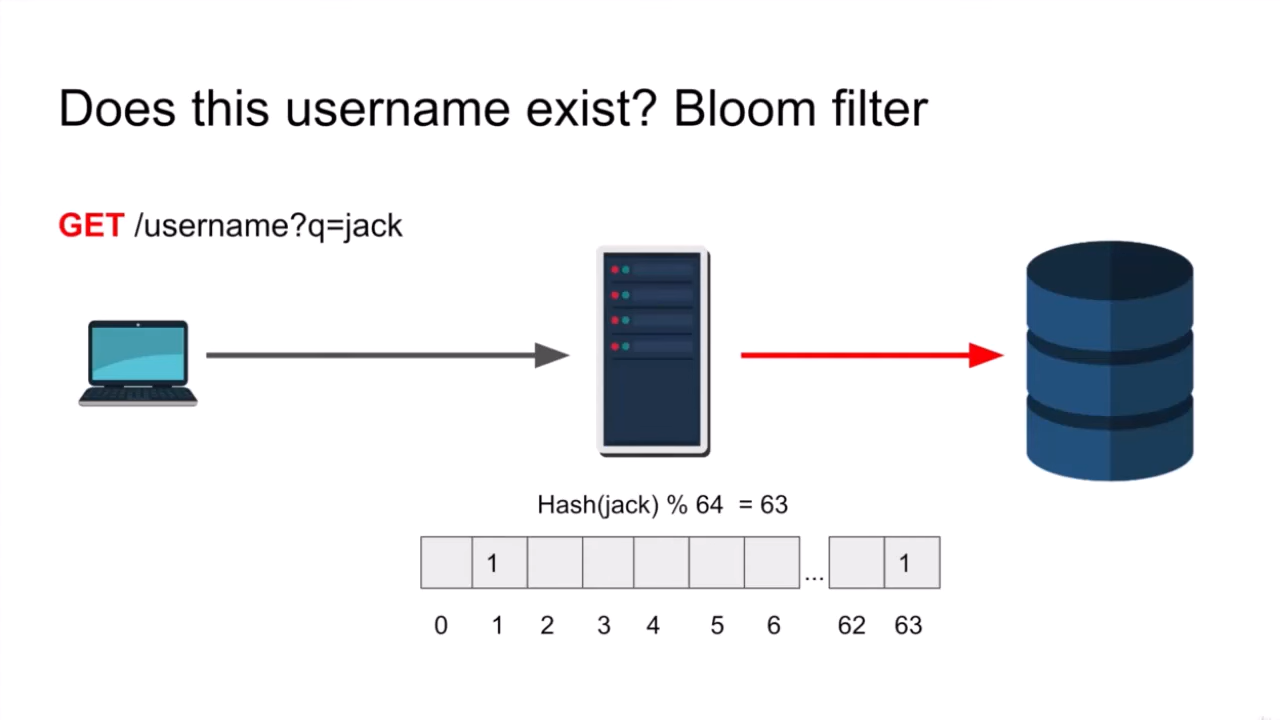 Does this username exist? Bloom filter
GET /username?q=jack
Hash(jack) % 64 = 63
1 ... 1
0 1 2 3 4 5 6 62 63